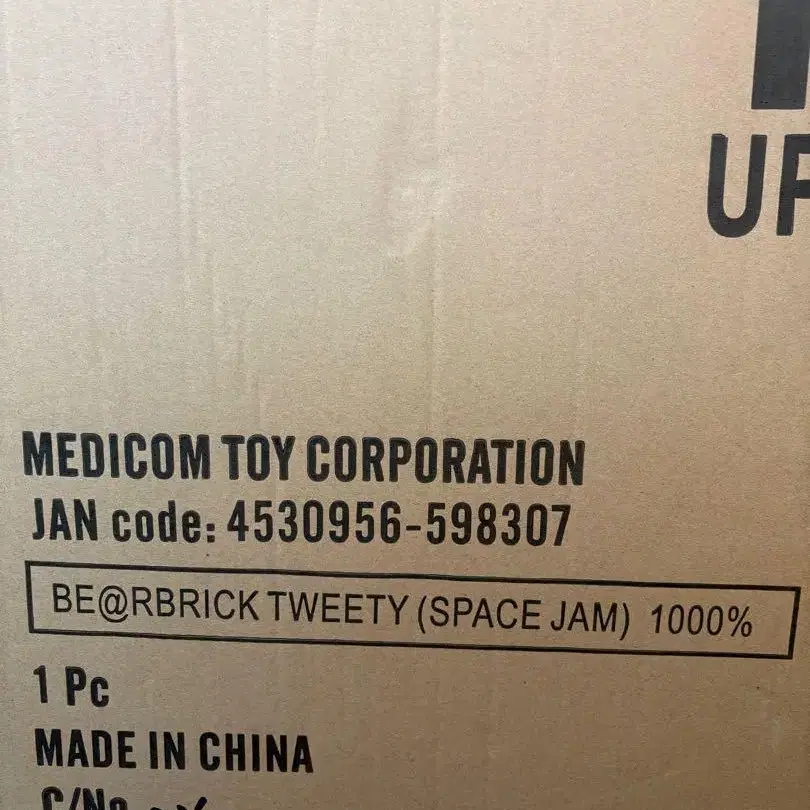 UP
MEDICOM TOY CORPORATION
JAN code: 4530956-598307
BE@RBRICK TWEETY (SPACE JAM) 1000%
1 Pc
MADE IN CHINA
C/No